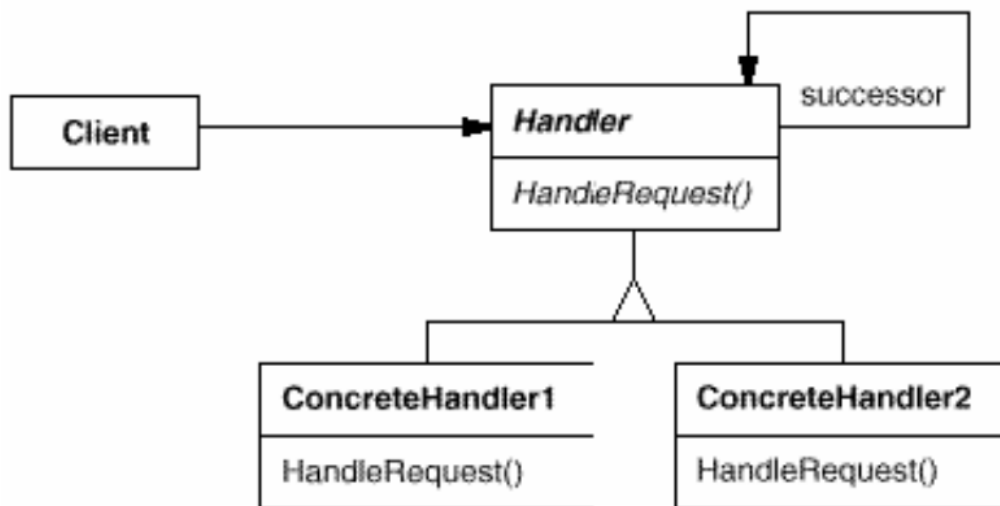 Client
Handler
successor
HandleRequest()
ConcreteHandler1
ConcreteHandler2
HandleRequest()
HandleRequest()